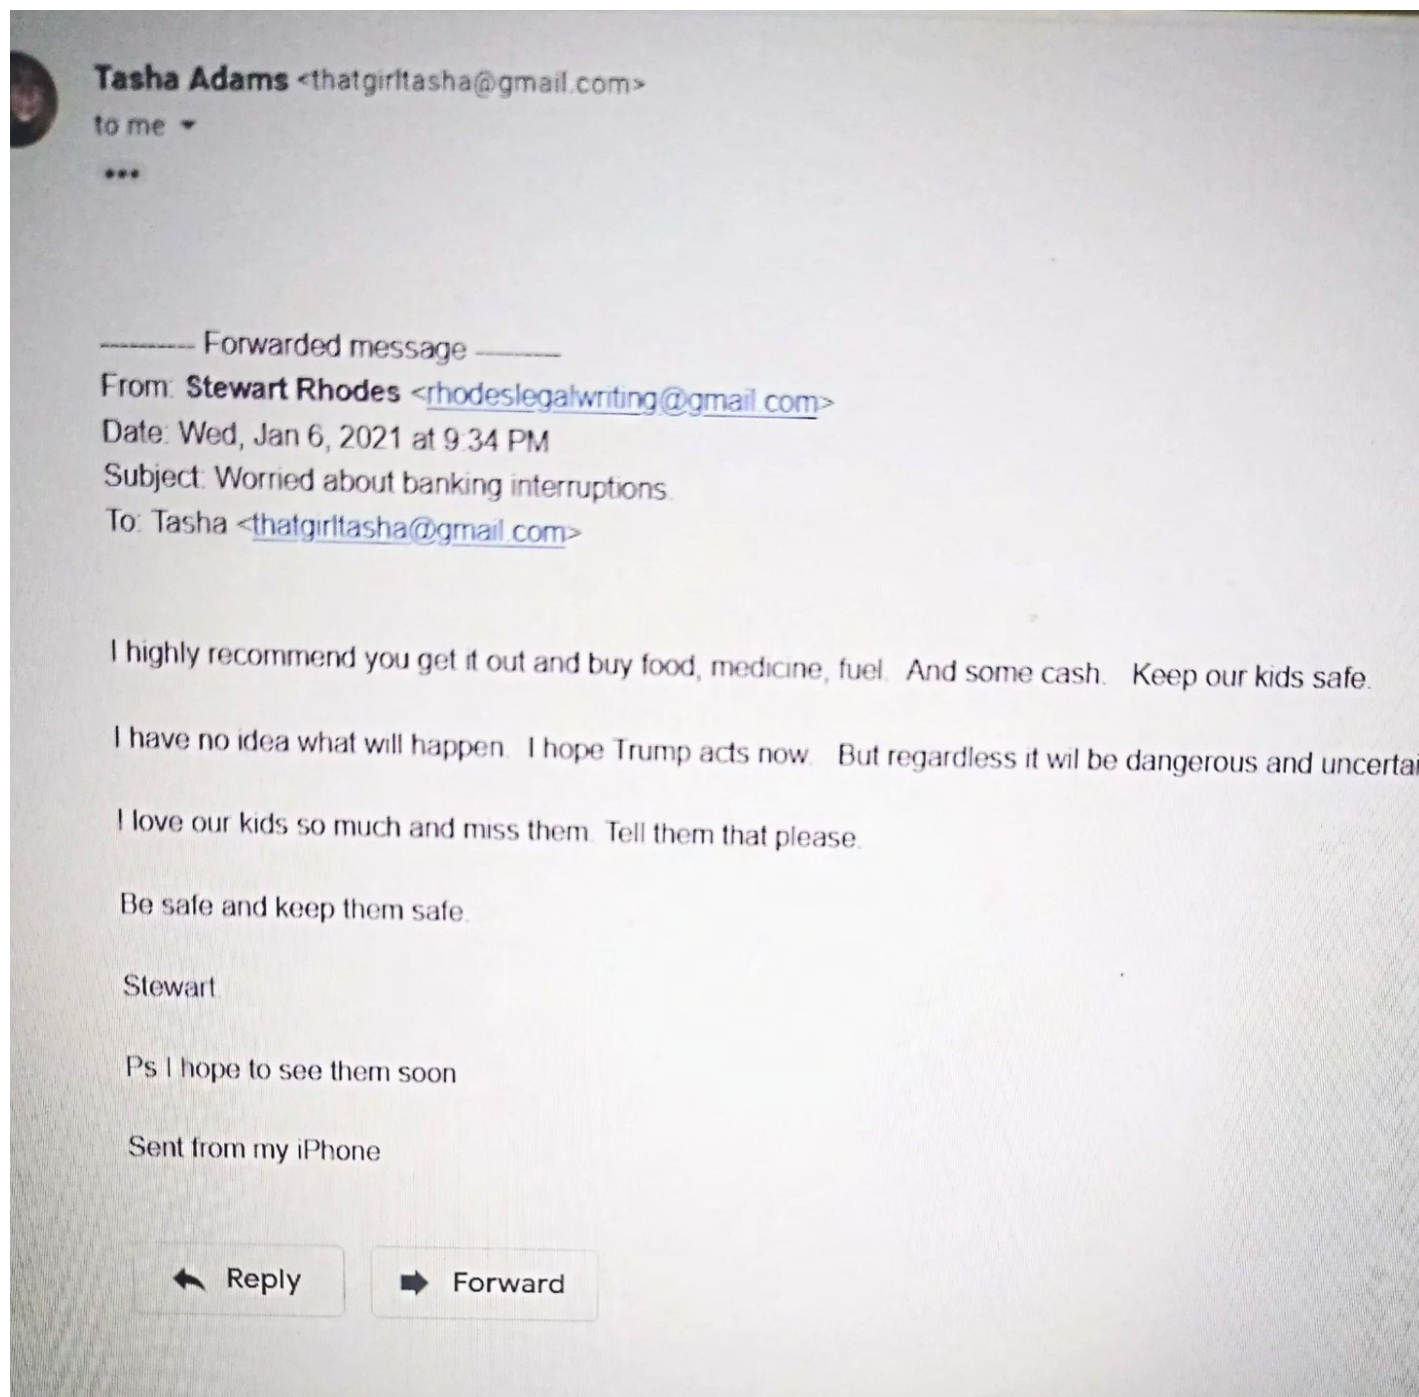 Tasha Adams <thatgirltasha@gmail.com>
to me
•••
---------- Forwarded message ----------
From: Stewart Rhodes <rhodeslegalwriting@gmail.com>
Date: Wed, Jan 6, 2021 at 9:34 PM
Subject: Worried about banking interruptions.
To: Tasha <thatgirltasha@gmail.com>
I highly recommend you get it out and buy food, medicine, fuel. And some cash. Keep our kids safe.
I have no idea what will happen. I hope Trump acts now. But regardless it wil be dangerous and uncertai
I love our kids so much and miss them. Tell them that please.
Be safe and keep them safe.
Stewart
Ps I hope to see them soon
Sent from my iPhone
Reply Forward